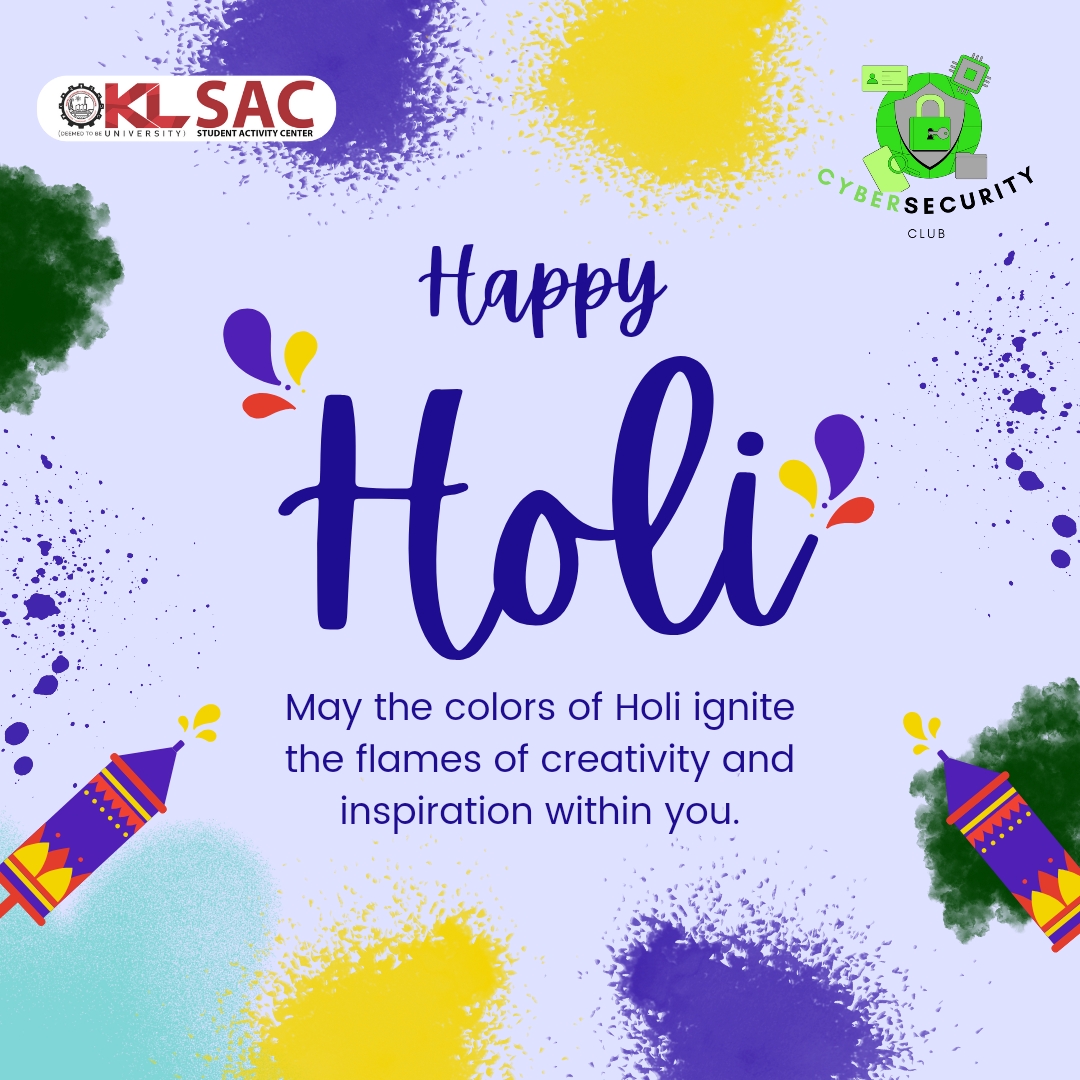 KL SAC
(DEEMED TO BE UNIVERSITY) STUDENT ACTIVITY CENTER
CYBERSECURITY
CLUB
Happy
Holi
May the colors of Holi ignite
the flames of creativity and
inspiration within you.